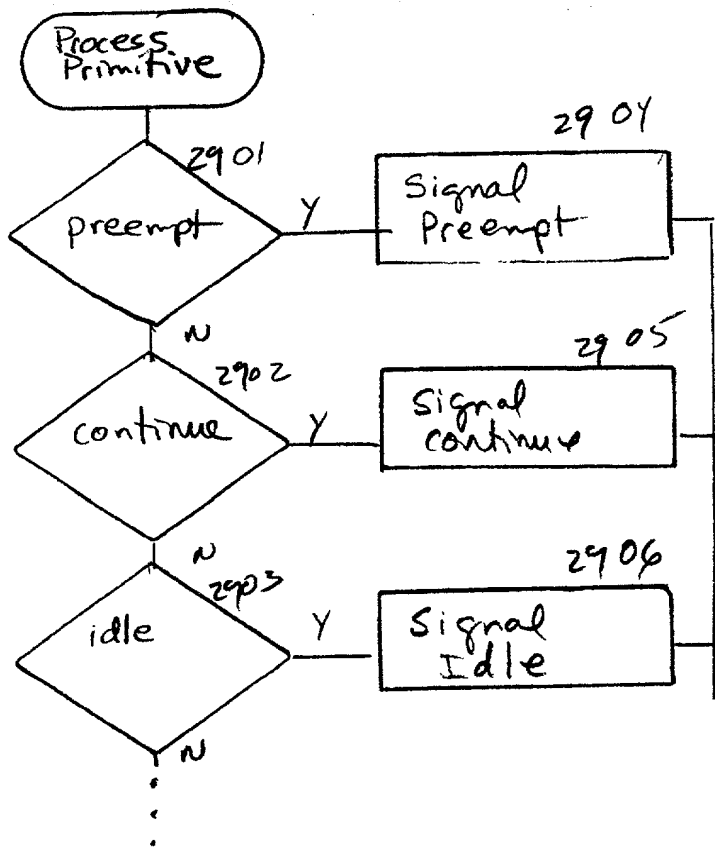 Process
Primitive
2901
preempt
Y
2904
Signal
Preempt
N
2902
continue
Y
2905
Signal
continue
N
2903
idle
Y
2906
Signal
Idle
N